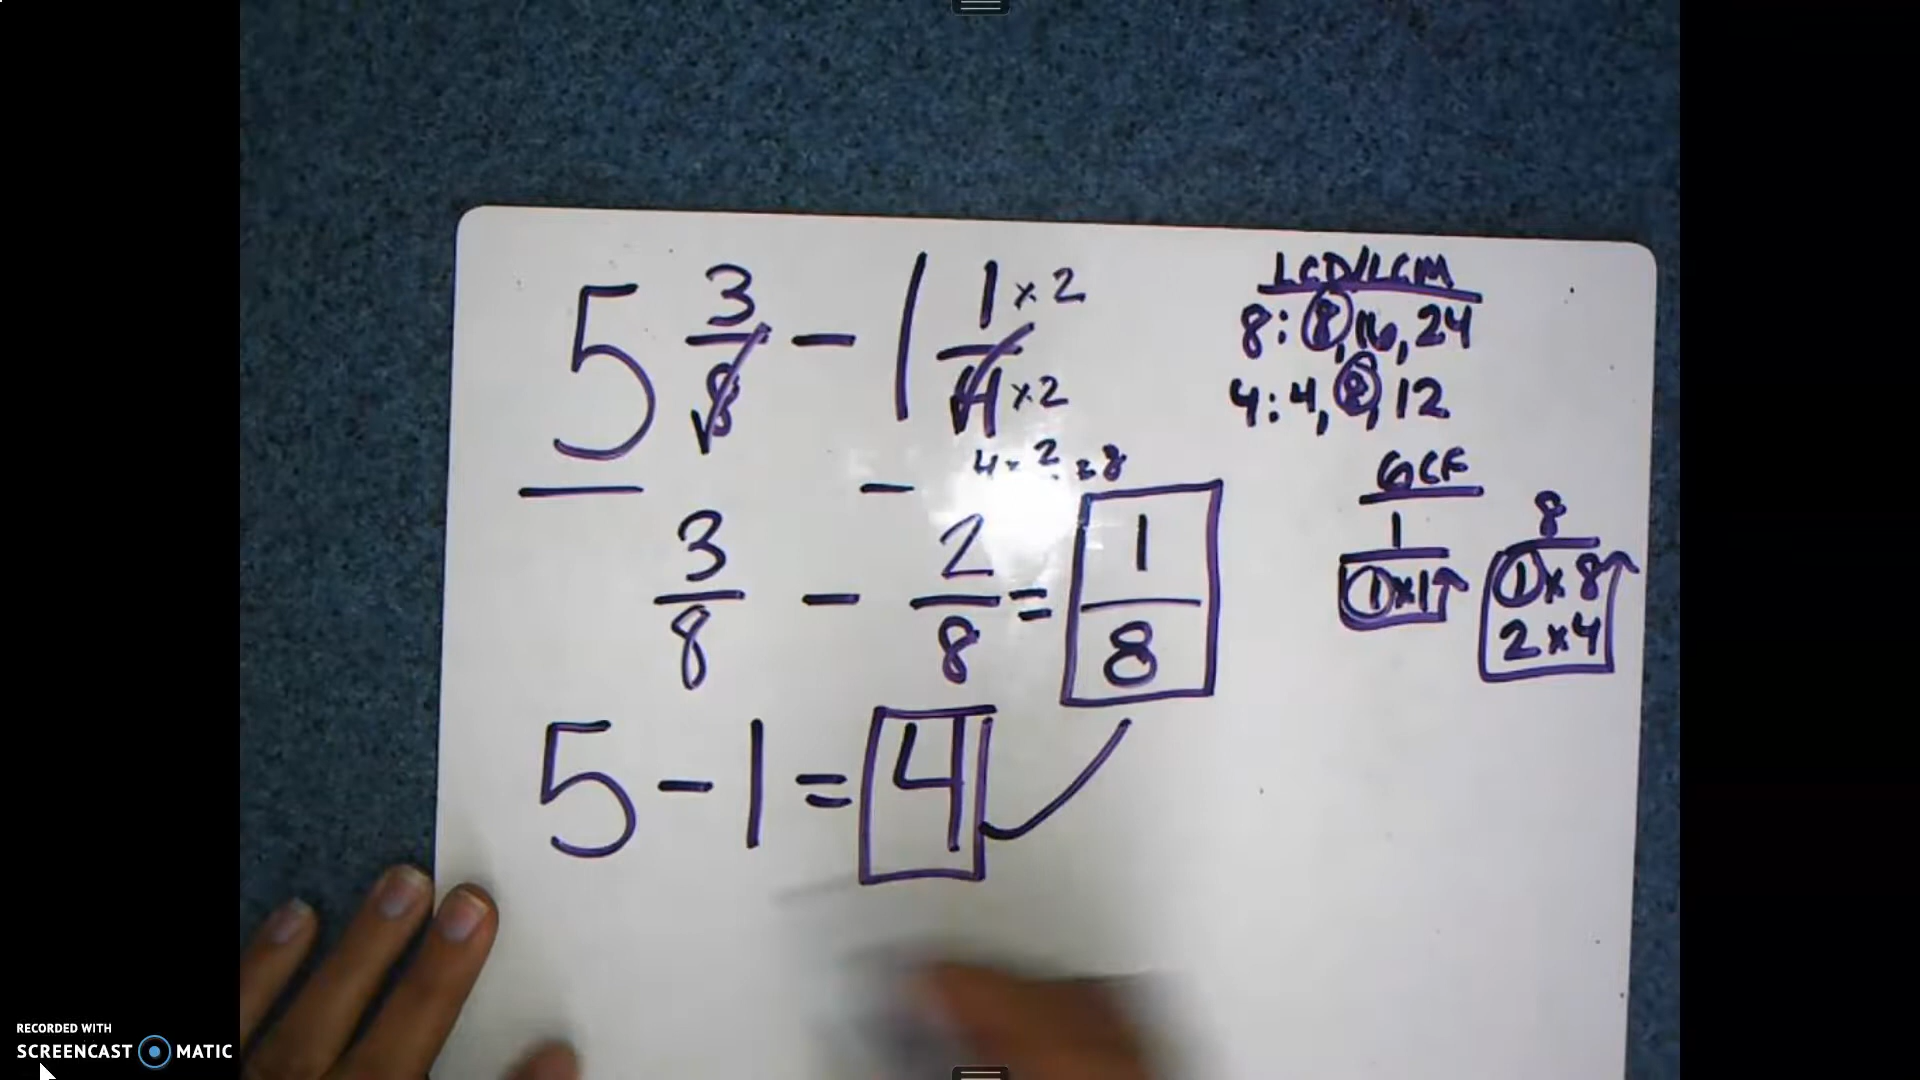 5 3/8 - 1 1/4 × 2 × 2
4 × 2 = 8
3/8 - 2/8 = 1/8
5 - 1 = 4
LCD/LCM
8: 8, 16, 24
4: 4, 8, 12
GCF
1
1 × 1
8
1 × 8
2 × 4
RECORDED WITH
SCREENCAST MATIC